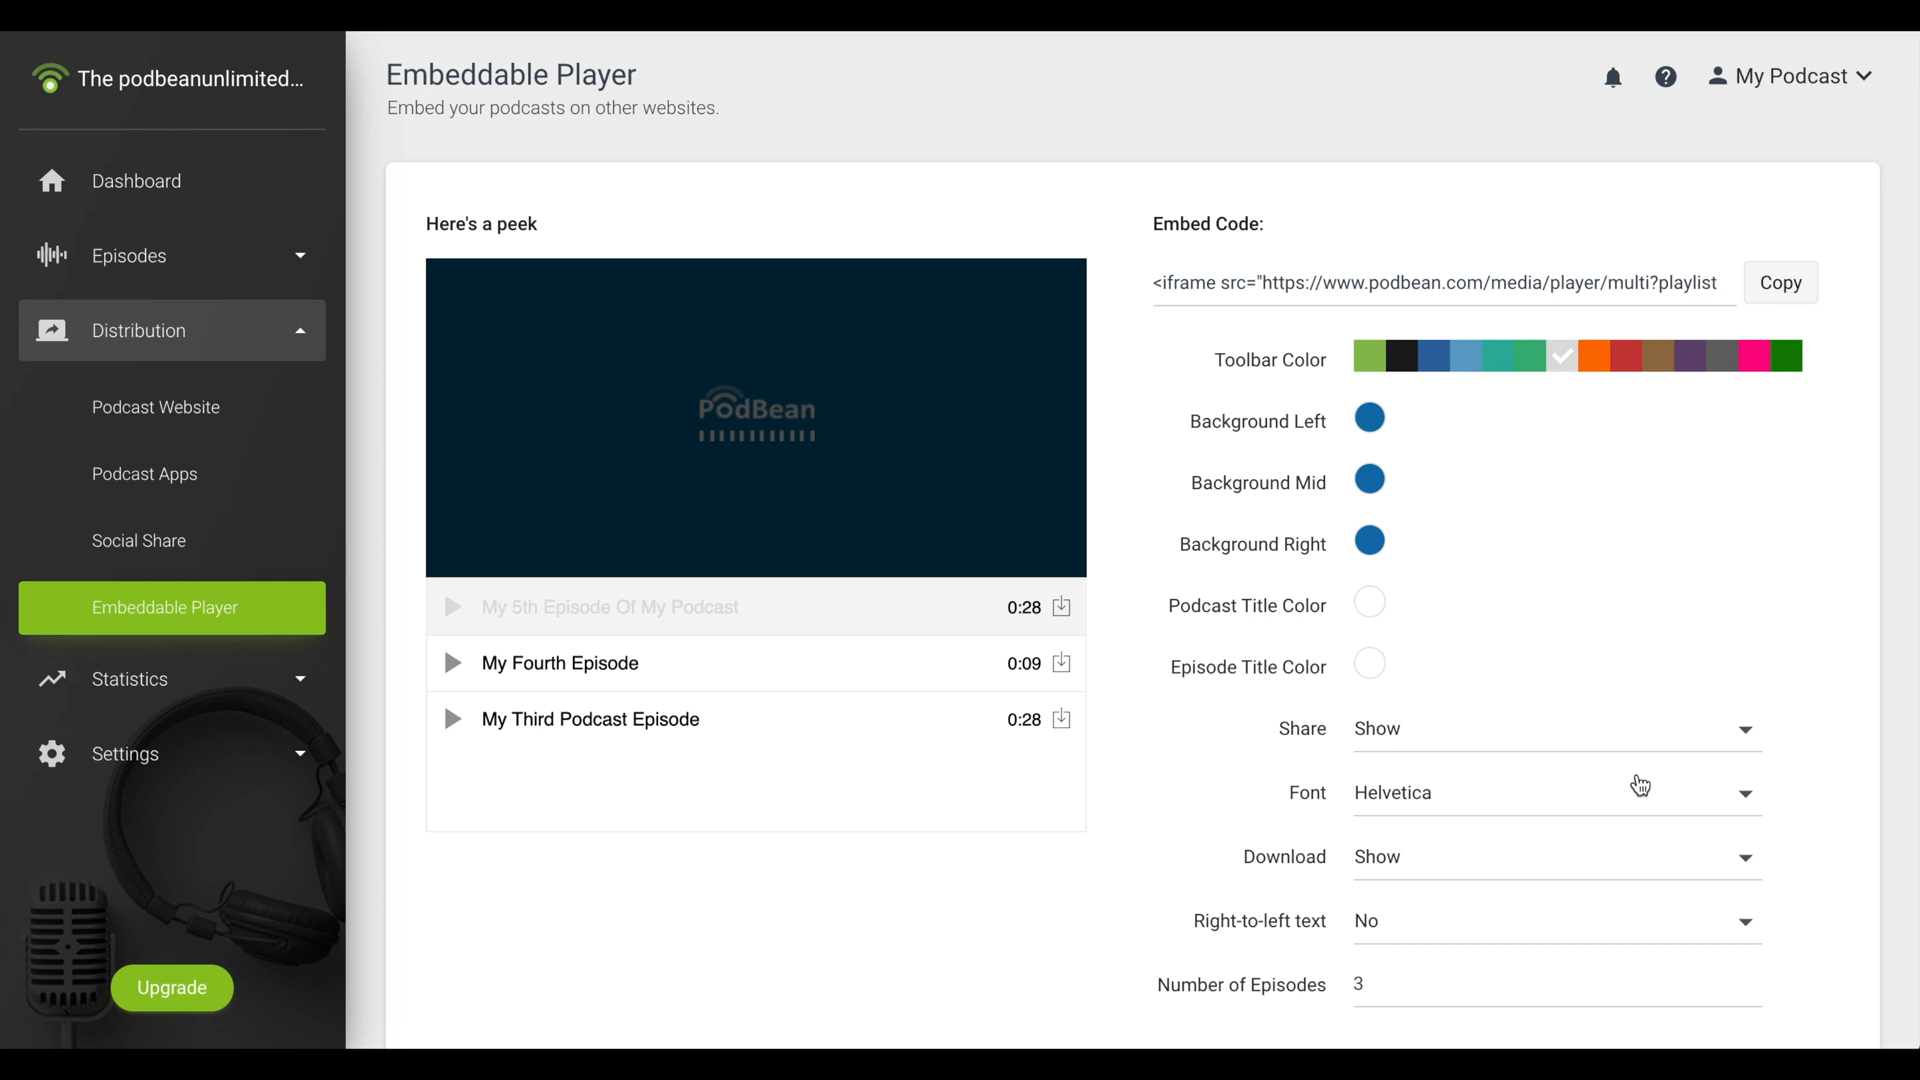 The podbeanunlimited...
Dashboard
Episodes
Distribution
Podcast Website
Podcast Apps
Social Share
Embeddable Player
Statistics
Settings
Upgrade
Embeddable Player
Embed your podcasts on other websites.
My Podcast
Here's a peek
PodBean
My 5th Episode Of My Podcast 0:28
My Fourth Episode 0:09
My Third Podcast Episode 0:28
Embed Code:
<iframe src="https://www.podbean.com/media/player/multi?playlist Copy
Toolbar Color
Background Left
Background Mid
Background Right
Podcast Title Color
Episode Title Color
Share Show
Font Helvetica
Download Show
Right-to-left text No
Number of Episodes 3